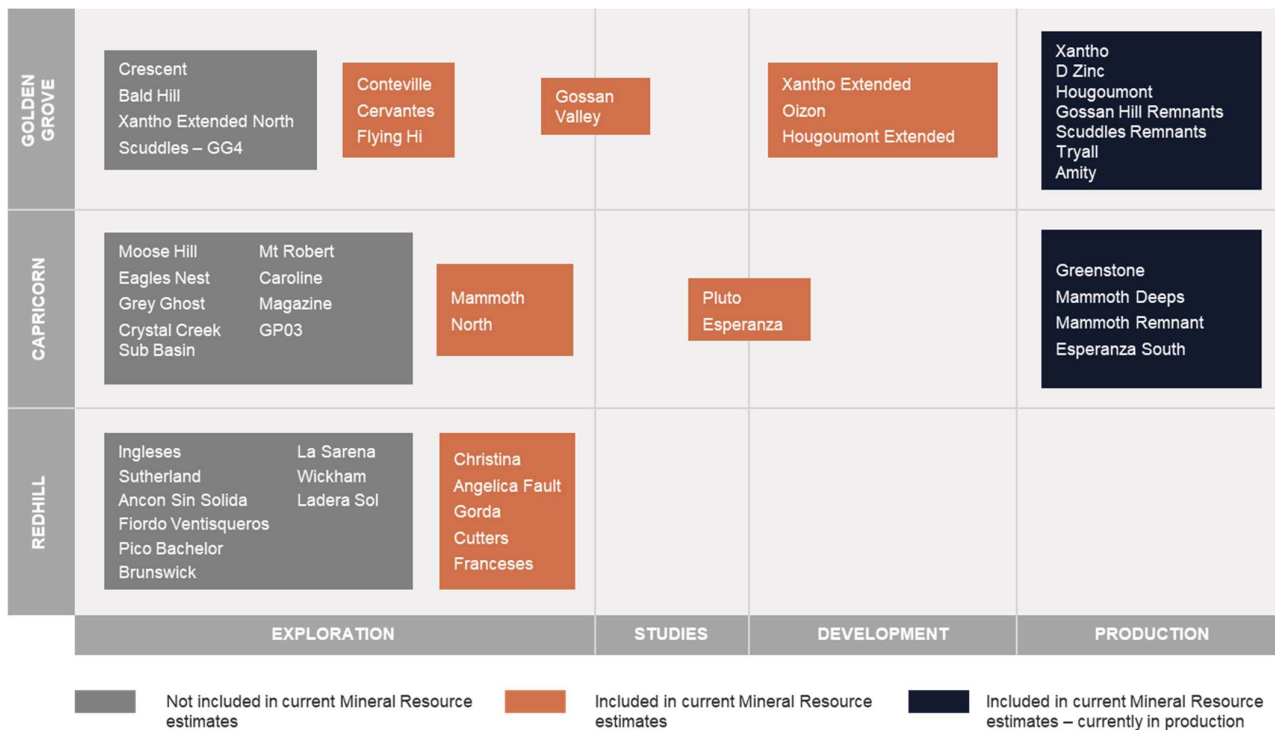 GOLDEN
GROVE
Crescent
Bald Hill
Xantho Extended North
Scuddles – GG4
Conteville
Cervantes
Flying Hi
Gossan
Valley
Xantho Extended
Oizon
Hougoumont Extended
Xantho
D Zinc
Hougoumont
Gossan Hill Remnants
Scuddles Remnants
Tryall
Amity
CAPRICORN
Moose Hill
Eagles Nest
Grey Ghost
Crystal Creek
Sub Basin
Mt Robert
Caroline
Magazine
GP03
Mammoth
North
Pluto
Esperanza
Greenstone
Mammoth Deeps
Mammoth Remnant
Esperanza South
REDHILL
Ingleses
Sutherland
Ancon Sin Solida
Fiordo Ventisqueros
Pico Bachelor
Brunswick
La Sarena
Wickham
Ladera Sol
Christina
Angelica Fault
Gorda
Cutters
Franceses
EXPLORATION
STUDIES
DEVELOPMENT
PRODUCTION
Not included in current Mineral Resource
estimates
Included in current Mineral Resource
estimates
Included in current Mineral Resource
estimates – currently in production